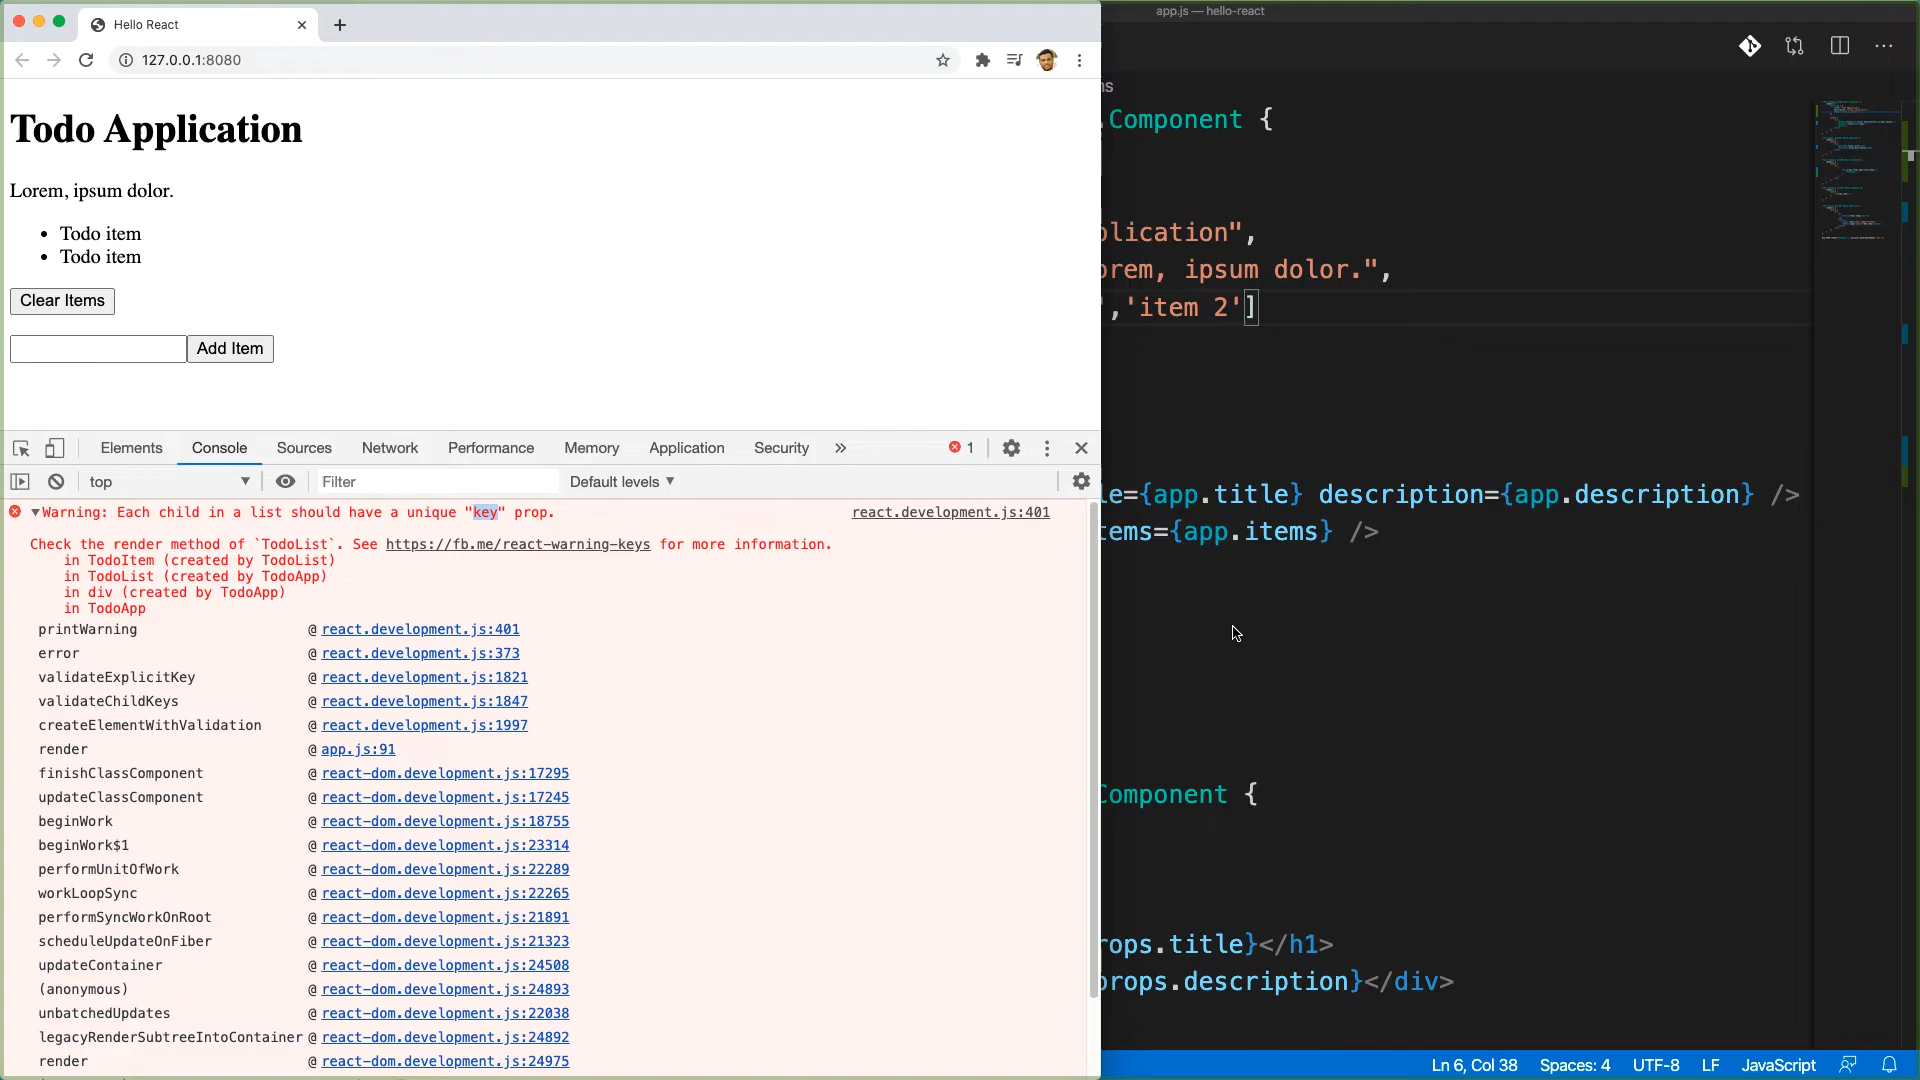 Hello React
127.0.0.1:8080
Todo Application
Lorem, ipsum dolor.
Todo item
Todo item
Clear Items
Add Item
Elements Console Sources Network Performance Memory Application Security 1
top Filter Default levels
Warning: Each child in a list should have a unique "key" prop. react.development.js:401
Check the render method of `TodoList`. See https://fb.me/react-warning-keys for more information.
in TodoItem (created by TodoList)
in TodoList (created by TodoApp)
in div (created by TodoApp)
in TodoApp
printWarning @ react.development.js:401
error @ react.development.js:373
validateExplicitKey @ react.development.js:1821
validateChildKeys @ react.development.js:1847
createElementWithValidation @ react.development.js:1997
render @ app.js:91
finishClassComponent @ react-dom.development.js:17295
updateClassComponent @ react-dom.development.js:17245
beginWork @ react-dom.development.js:18755
beginWork$1 @ react-dom.development.js:23314
performUnitOfWork @ react-dom.development.js:22289
workLoopSync @ react-dom.development.js:22265
performSyncWorkOnRoot @ react-dom.development.js:21891
scheduleUpdateOnFiber @ react-dom.development.js:21323
updateContainer @ react-dom.development.js:24508
(anonymous) @ react-dom.development.js:24893
unbatchedUpdates @ react-dom.development.js:22038
legacyRenderSubtreeIntoContainer @ react-dom.development.js:24892
render @ react-dom.development.js:24975
app.js — hello-react
ms
.Component {
plication",
orem, ipsum dolor.",
','item 2']
le={app.title} description={app.description} />
tems={app.items} />
Component {
rops.title}</h1>
props.description}</div>
Ln 6, Col 38 Spaces: 4 UTF-8 LF JavaScript